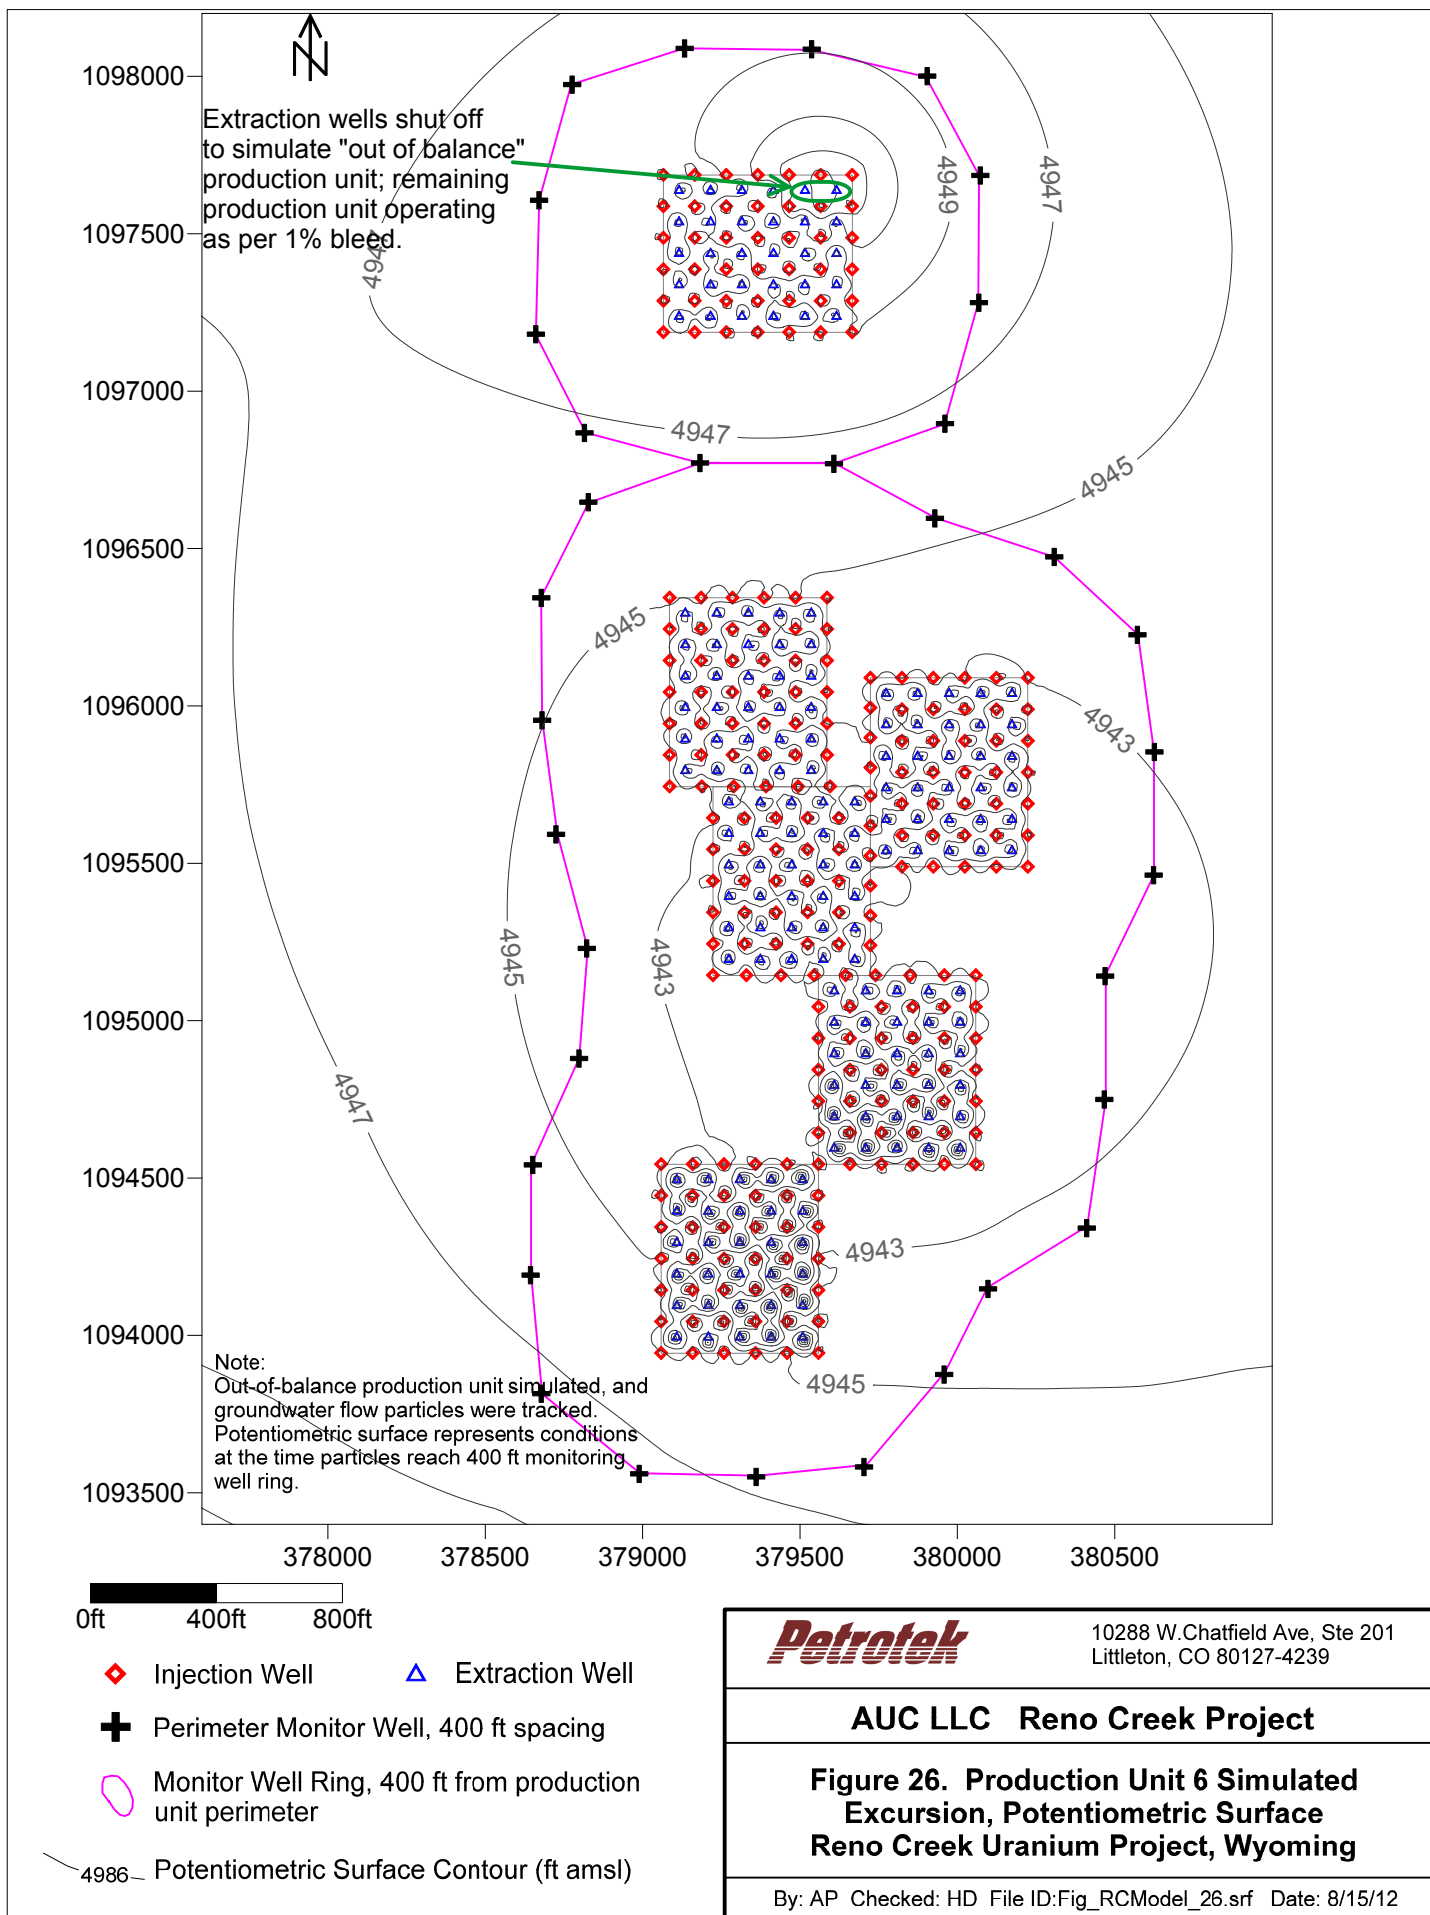 N
1098000
1097500
1097000
1096500
1096000
1095500
1095000
1094500
1094000
1093500
Extraction wells shut off
to simulate "out of balance"
production unit; remaining
production unit operating
as per 1% bleed.
4947
4949
4947
4947
4945
4945
4943
4945
4943
4947
4943
4945
Note:
Out-of-balance production unit simulated, and
groundwater flow particles were tracked.
Potentiometric surface represents conditions
at the time particles reach 400 ft monitoring
well ring.
378000 378500 379000 379500 380000 380500
0ft 400ft 800ft
Injection Well Extraction Well
Perimeter Monitor Well, 400 ft spacing
Monitor Well Ring, 400 ft from production
unit perimeter
4986 Potentiometric Surface Contour (ft amsl)
Petrotek
10288 W.Chatfield Ave, Ste 201
Littleton, CO 80127-4239
AUC LLC Reno Creek Project
Figure 26. Production Unit 6 Simulated
Excursion, Potentiometric Surface
Reno Creek Uranium Project, Wyoming
By: AP Checked: HD File ID:Fig_RCModel_26.srf Date: 8/15/12